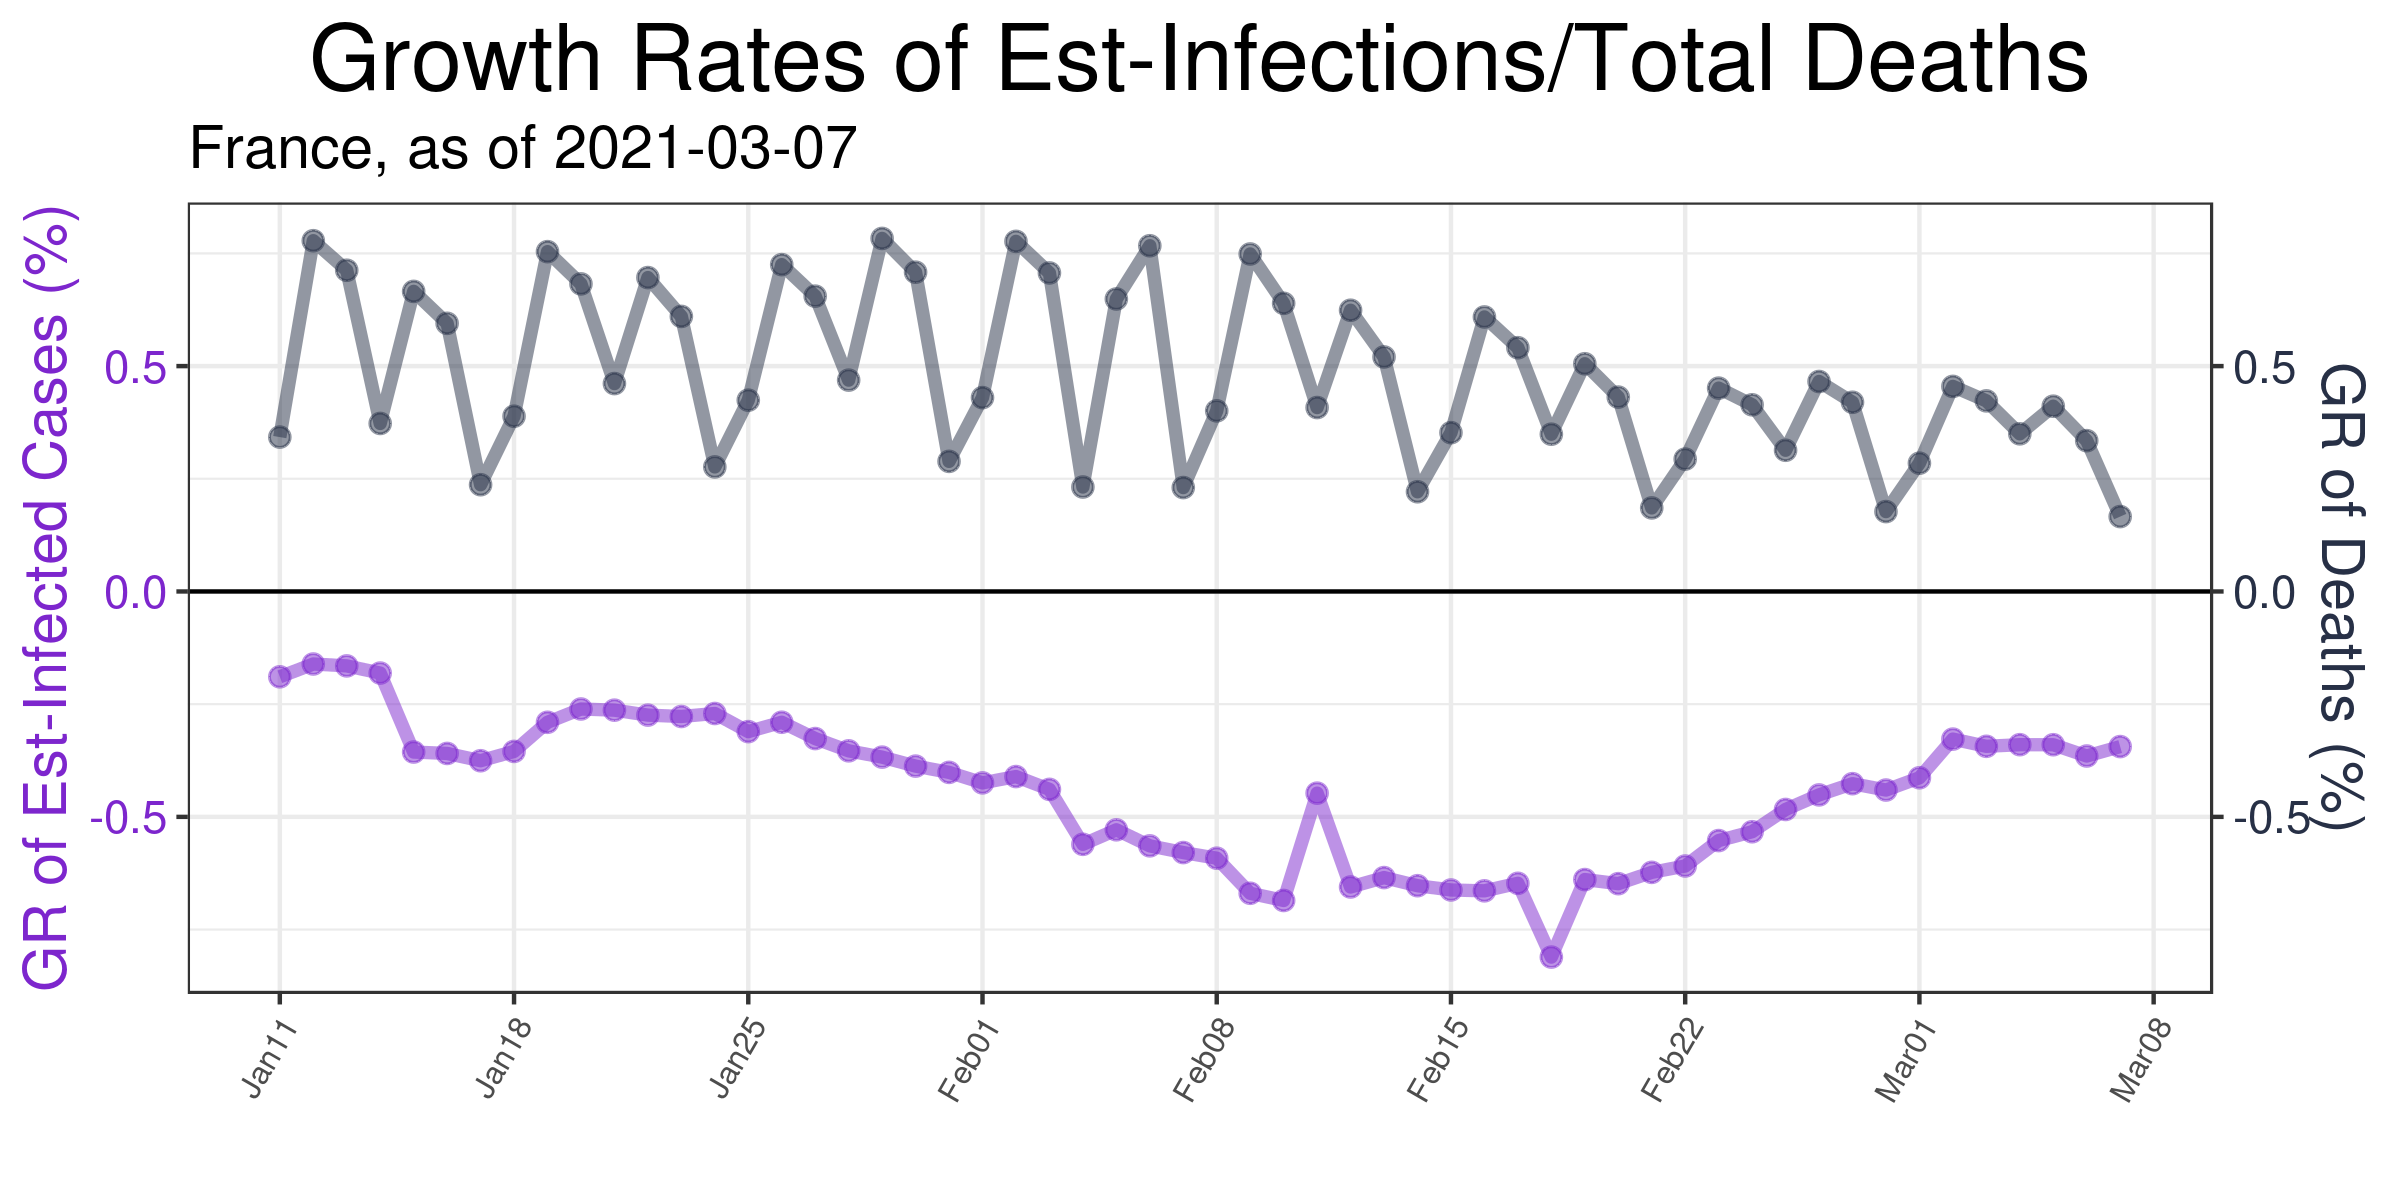 Growth Rates of Est-Infections/Total Deaths
France, as of 2021-03-07
GR of Est-Infected Cases (%)
0.5
0.0
-0.5
0.5
0.0
-0.5
GR of Deaths (%)
Jan11
Jan18
Jan25
Feb01
Feb08
Feb15
Feb22
Mar01
Mar08